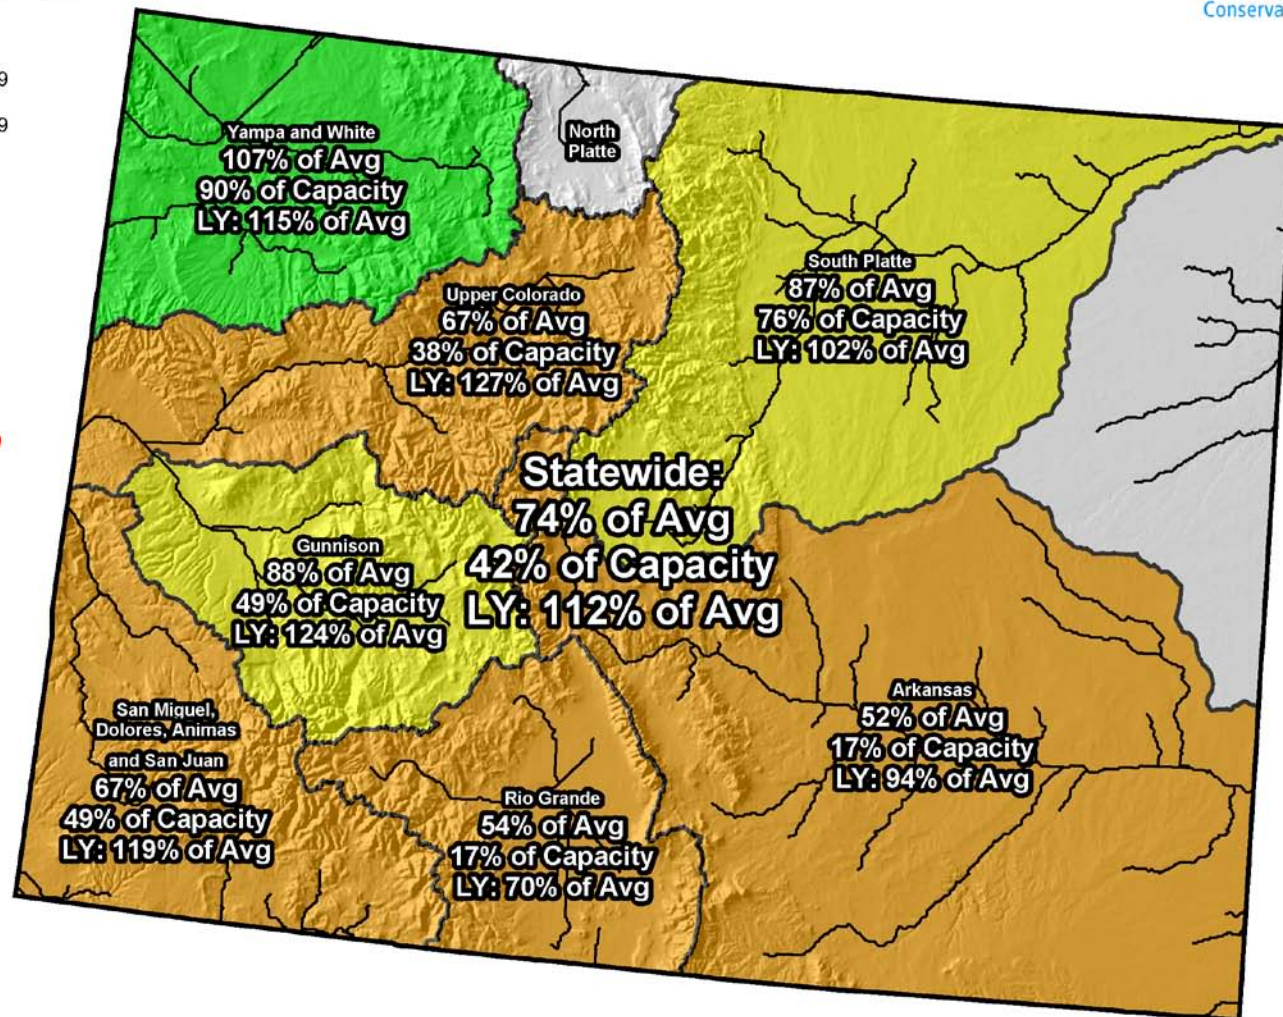 Conserva
9
9
Yampa and White
107% of Avg
90% of Capacity
LY: 115% of Avg
North
Platte
South Platte
87% of Avg
76% of Capacity
LY: 102% of Avg
Upper Colorado
67% of Avg
38% of Capacity
LY: 127% of Avg
Statewide:
74% of Avg
42% of Capacity
LY: 112% of Avg
Gunnison
88% of Avg
49% of Capacity
LY: 124% of Avg
San Miguel,
Dolores, Animas
and San Juan
67% of Avg
49% of Capacity
LY: 119% of Avg
Rio Grande
54% of Avg
17% of Capacity
LY: 70% of Avg
Arkansas
52% of Avg
17% of Capacity
LY: 94% of Avg